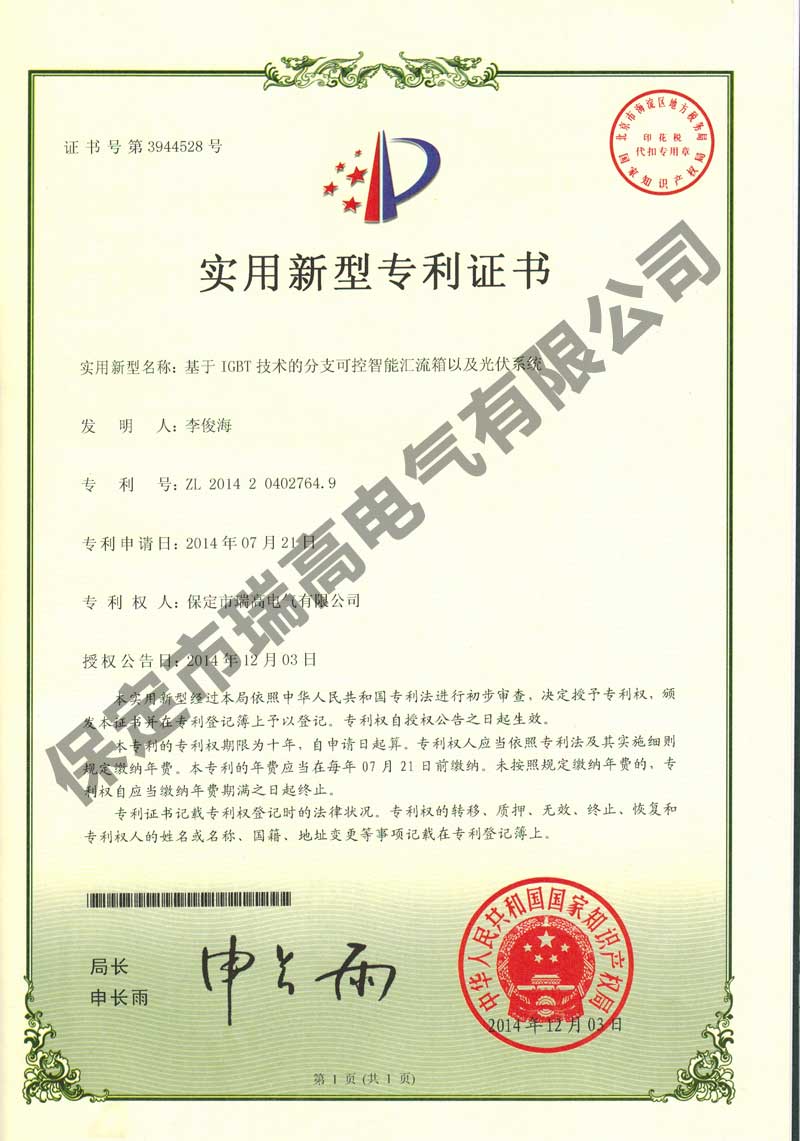 证书号第3944528号
北京市海淀区地方税务局
印花税
代扣专用章
国家知识产权局
实用新型专利证书
实用新型名称：基于 IGBT 技术的分支可控智能汇流箱以及光伏系统
发明人：李俊海
专利号：ZL 2014 2 0402764.9
专利申请日：2014年07月21日
专利权人：保定市瑞高电气有限公司
授权公告日：2014年12月03日
本实用新型经过本局依照中华人民共和国专利法进行初步审查，决定授予专利权，颁
发本证书并在专利登记簿上予以登记。专利权自授权公告之日起生效。
本专利的专利权期限为十年，自申请日起算。专利权人应当依照专利法及其实施细则
规定缴纳年费。本专利的年费应当在每年 07 月 21 日前缴纳。未按照规定缴纳年费的，专
利权自应当缴纳年费期满之日起终止。
专利证书记载专利权登记时的法律状况。专利权的转移、质押、无效、终止、恢复和
专利权人的姓名或名称、国籍、地址变更等事项记载在专利登记簿上。
保定市瑞高电气有限公司
局长
申长雨
申长雨
中华人民共和国国家知识产权局
2014年12月03日
第 1 页 (共 1 页)